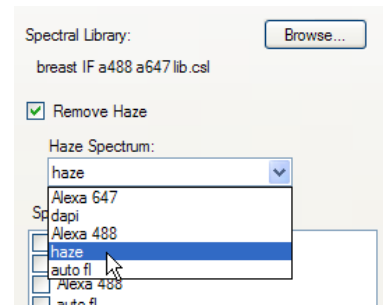 Spectral Library:
Browse...
breast IF a488 a647 lib.csl
Remove Haze
Haze Spectrum:
haze
Alexa 647
Sp
dapi
Alexa 488
haze
auto fl
Alexa 488
auto fl